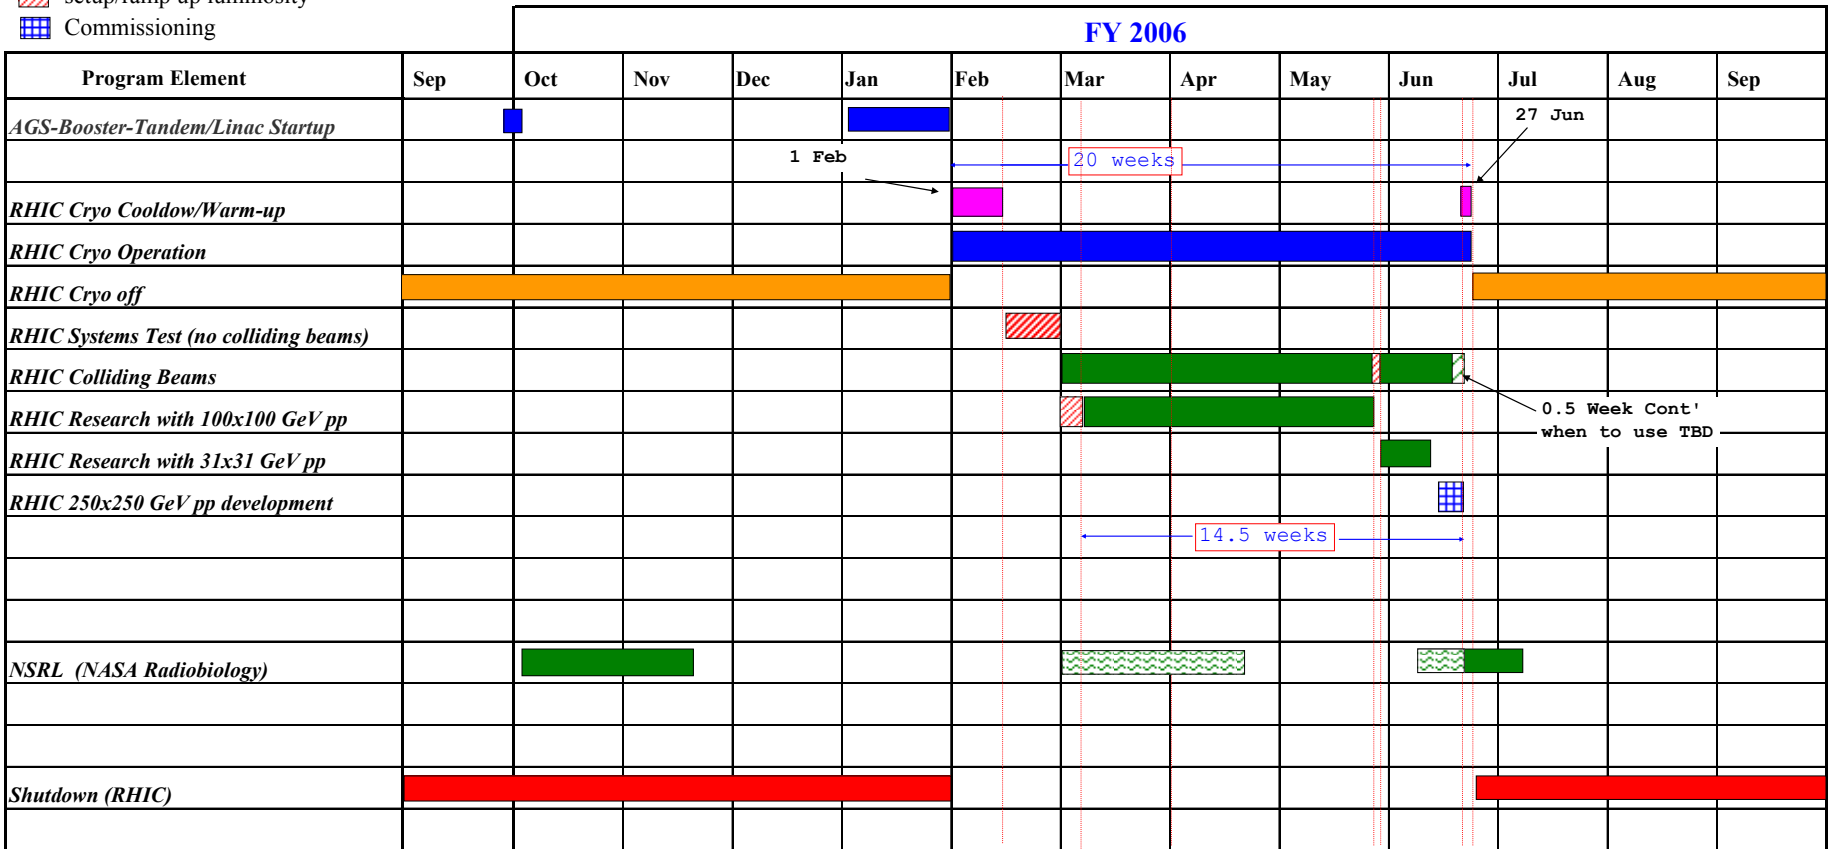 setup/ramp up luminosity
Commissioning
FY 2006
Program Element Sep Oct Nov Dec Jan Feb Mar Apr May Jun Jul Aug Sep
AGS-Booster-Tandem/Linac Startup
27 Jun
1 Feb
20 weeks
RHIC Cryo Cooldow/Warm-up
RHIC Cryo Operation
RHIC Cryo off
RHIC Systems Test (no colliding beams)
RHIC Colliding Beams
RHIC Research with 100x100 GeV pp
0.5 Week Cont'
when to use TBD
RHIC Research with 31x31 GeV pp
RHIC 250x250 GeV pp development
14.5 weeks
NSRL (NASA Radiobiology)
Shutdown (RHIC)